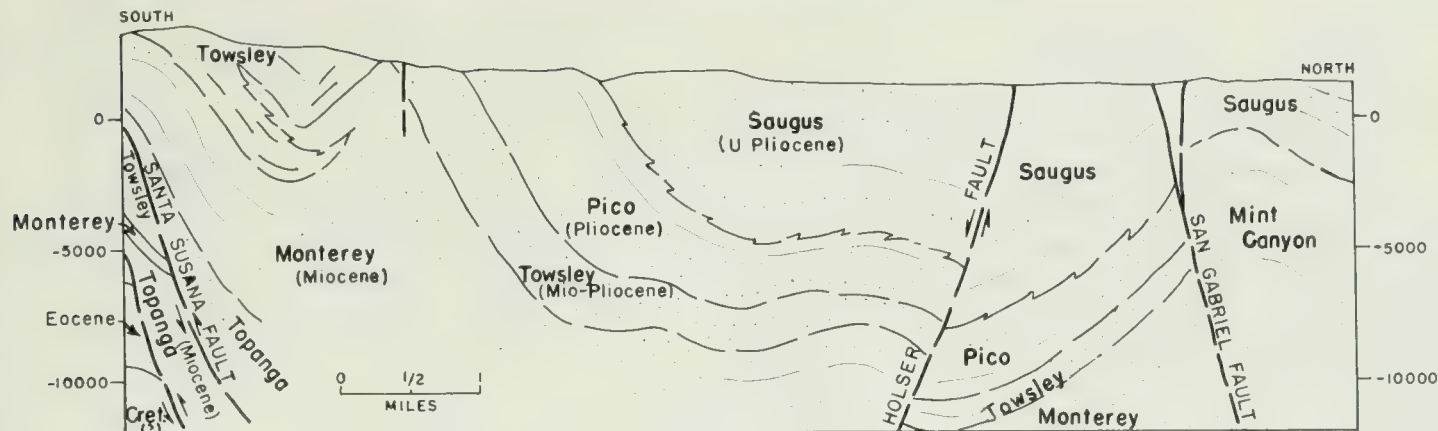 SOUTH
NORTH
Towsley
0
0
Saugus
(U Pliocene)
Saugus
FAULT
Saugus
Towsley
SANTA SUSANA FAULT
Monterey
Pico
(Pliocene)
Mint
Canyon
-5000
-5000
Monterey
(Miocene)
Towsley
(Mio-Pliocene)
SAN GABRIEL FAULT
Topanga
(Miocene)
Topanga
Eocene
HOLSER
Pico
-10000
-10000
0 1/2 1
MILES
Towsley
Monterey
Cret.
(?)